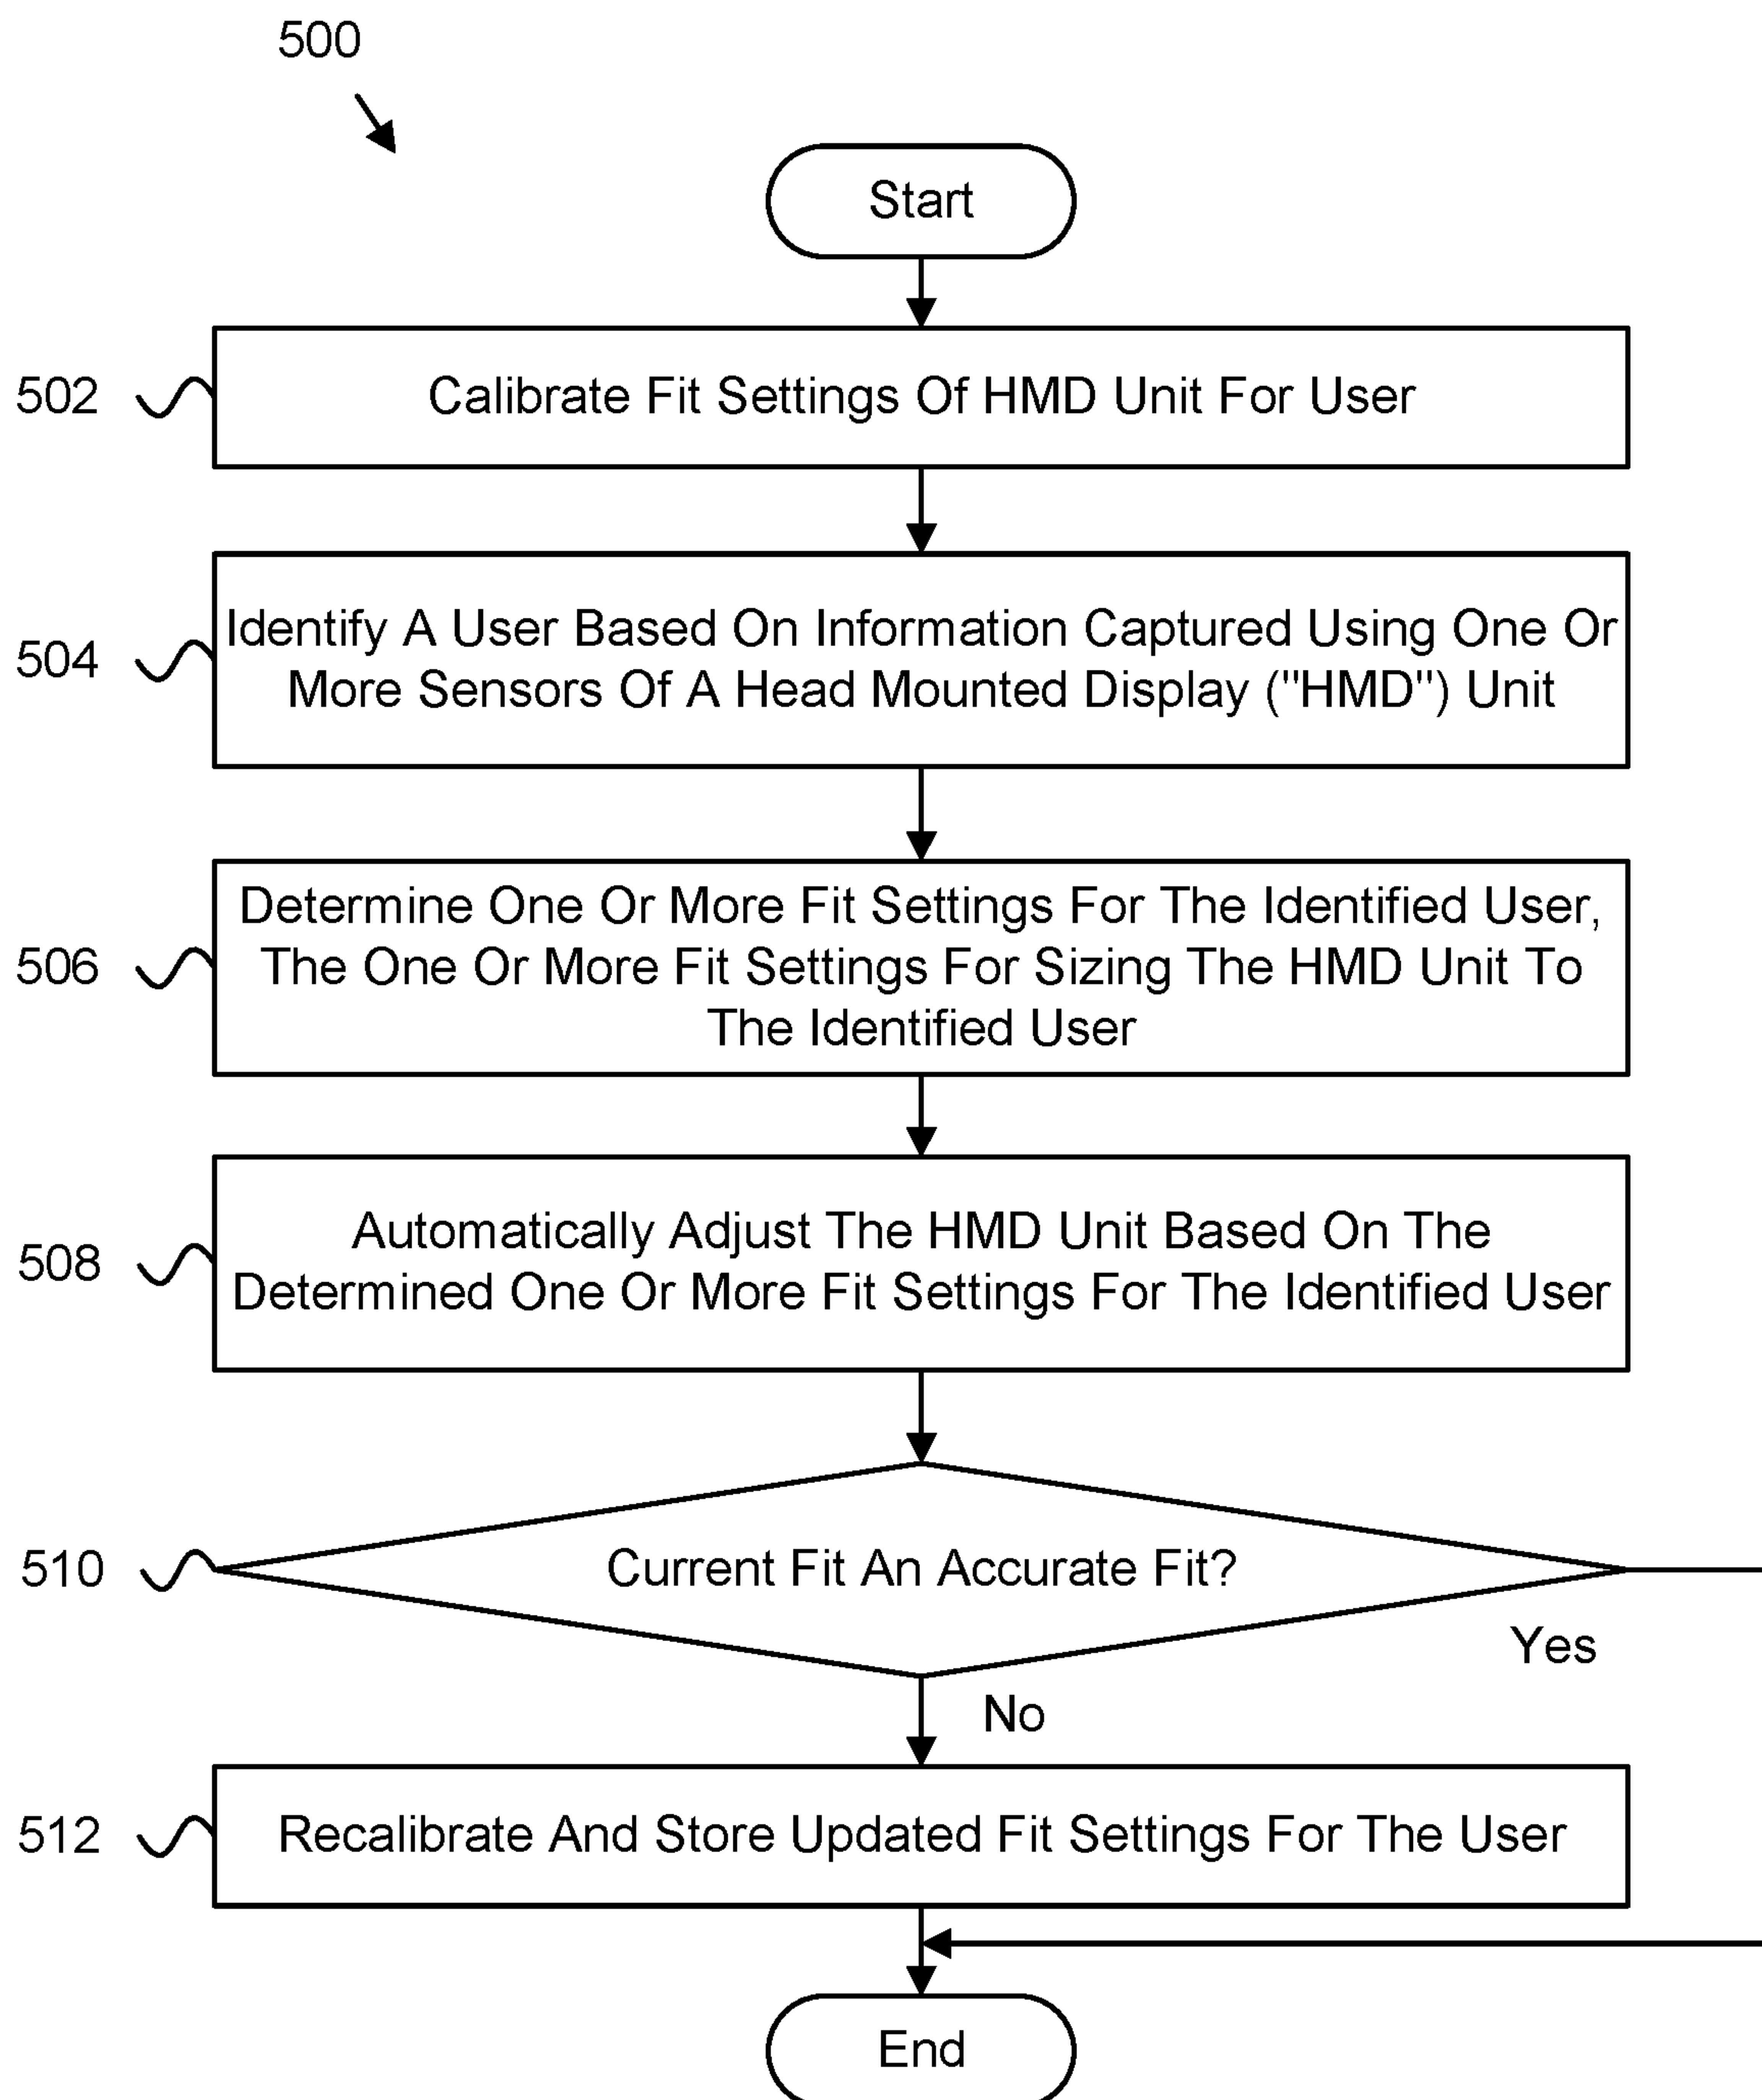 500
Start
502
Calibrate Fit Settings Of HMD Unit For User
504
Identify A User Based On Information Captured Using One Or
More Sensors Of A Head Mounted Display ("HMD") Unit
506
Determine One Or More Fit Settings For The Identified User,
The One Or More Fit Settings For Sizing The HMD Unit To
The Identified User
508
Automatically Adjust The HMD Unit Based On The
Determined One Or More Fit Settings For The Identified User
510
Current Fit An Accurate Fit?
Yes
No
512
Recalibrate And Store Updated Fit Settings For The User
End